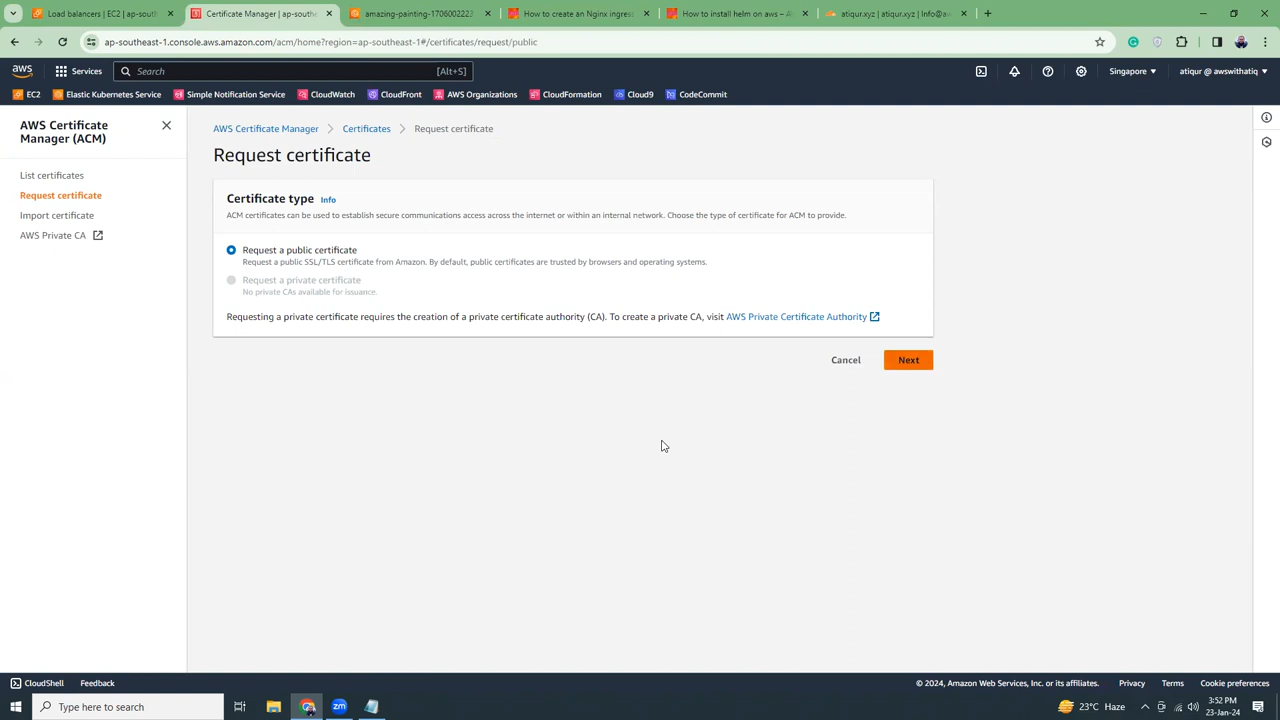 Load balancers | EC2 | ap-south
Certificate Manager | ap-southe
amazing-painting-1706002223
How to create an Nginx ingress
How to install helm on aws – A
atiqur.xyz | atiqur.xyz | Info@aw
ap-southeast-1.console.aws.amazon.com/acm/home?region=ap-southeast-1#/certificates/request/public
aws
Services
Search
[Alt+S]
Singapore
atiqur @ awswithatiq
EC2
Elastic Kubernetes Service
Simple Notification Service
CloudWatch
CloudFront
AWS Organizations
CloudFormation
Cloud9
CodeCommit
AWS Certificate
Manager (ACM)
List certificates
Request certificate
Import certificate
AWS Private CA
AWS Certificate Manager
Certificates
Request certificate
Request certificate
Certificate type Info
ACM certificates can be used to establish secure communications access across the internet or within an internal network. Choose the type of certificate for ACM to provide.
Request a public certificate
Request a public SSL/TLS certificate from Amazon. By default, public certificates are trusted by browsers and operating systems.
Request a private certificate
No private CAs available for issuance.
Requesting a private certificate requires the creation of a private certificate authority (CA). To create a private CA, visit AWS Private Certificate Authority
Cancel
Next
CloudShell
Feedback
© 2024, Amazon Web Services, Inc. or its affiliates.
Privacy
Terms
Cookie preferences
Type here to search
zm
23°C Haze
3:52 PM
23-Jan-24